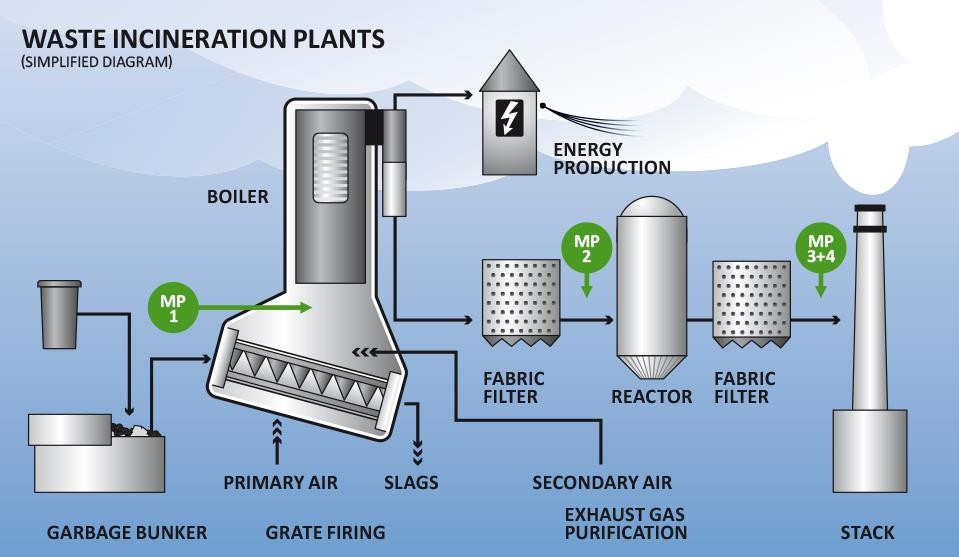 WASTE INCINERATION PLANTS
(SIMPLIFIED DIAGRAM)
ENERGY
PRODUCTION
BOILER
MP
1
MP
2
MP
3+4
FABRIC
FILTER
REACTOR
FABRIC
FILTER
PRIMARY AIR
SLAGS
SECONDARY AIR
GARBAGE BUNKER
GRATE FIRING
EXHAUST GAS
PURIFICATION
STACK